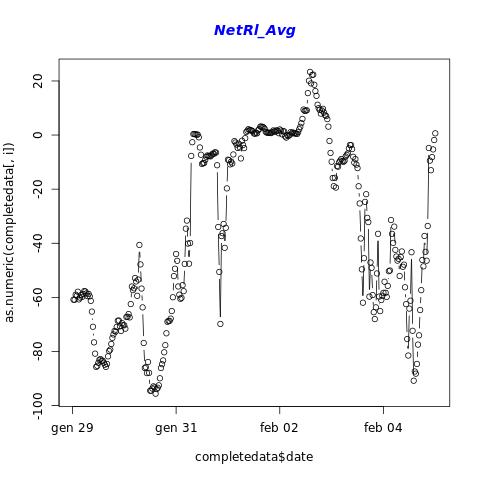 NetRl_Avg
as.numeric(completedata[, i])
20
0
-20
-40
-60
-80
-100
gen 29
gen 31
feb 02
feb 04
completedata$date